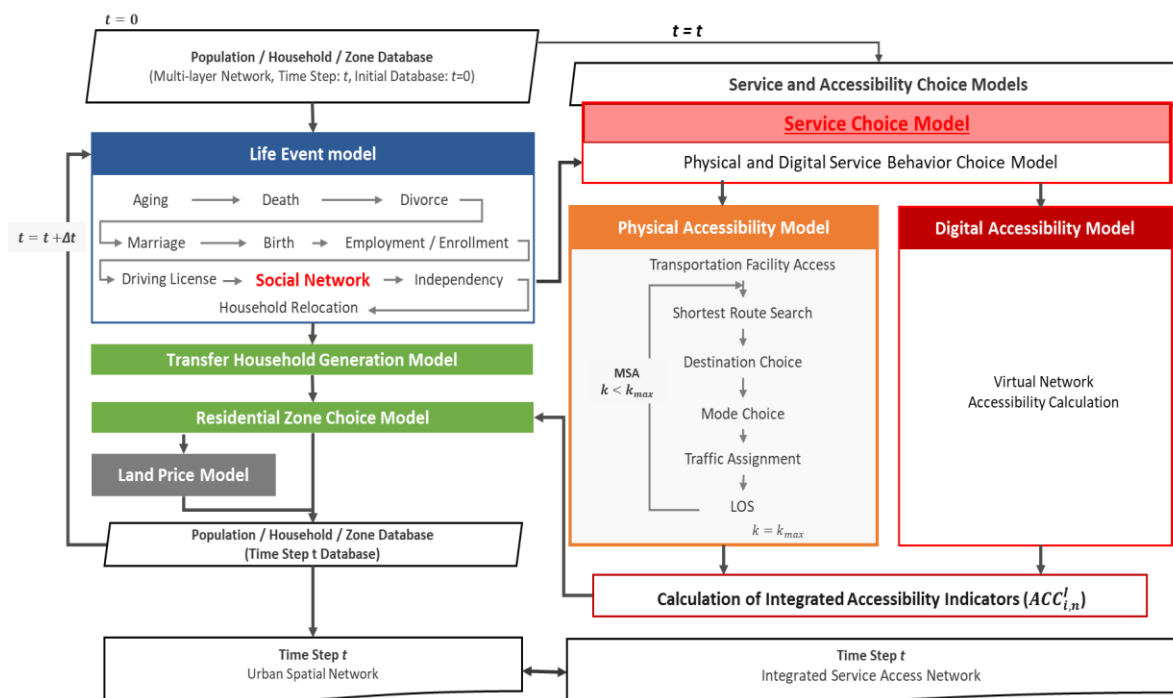 t = 0
t = t
Population / Household / Zone Database
(Multi-layer Network, Time Step: t, Initial Database: t=0)
Service and Accessibility Choice Models
Service Choice Model
Physical and Digital Service Behavior Choice Model
Life Event model
Aging Death Divorce
Marriage Birth Employment / Enrollment
Driving License Social Network Independency
Household Relocation
t = t +Δt
Transfer Household Generation Model
Residential Zone Choice Model
Land Price Model
Population / Household / Zone Database
(Time Step t Database)
Physical Accessibility Model
Transportation Facility Access
Shortest Route Search
Destination Choice
MSA
k < kmax
Mode Choice
Traffic Assignment
LOS
k = kmax
Digital Accessibility Model
Virtual Network
Accessibility Calculation
Calculation of Integrated Accessibility Indicators (ACC^I_{i,n})
Time Step t
Urban Spatial Network
Time Step t
Integrated Service Access Network